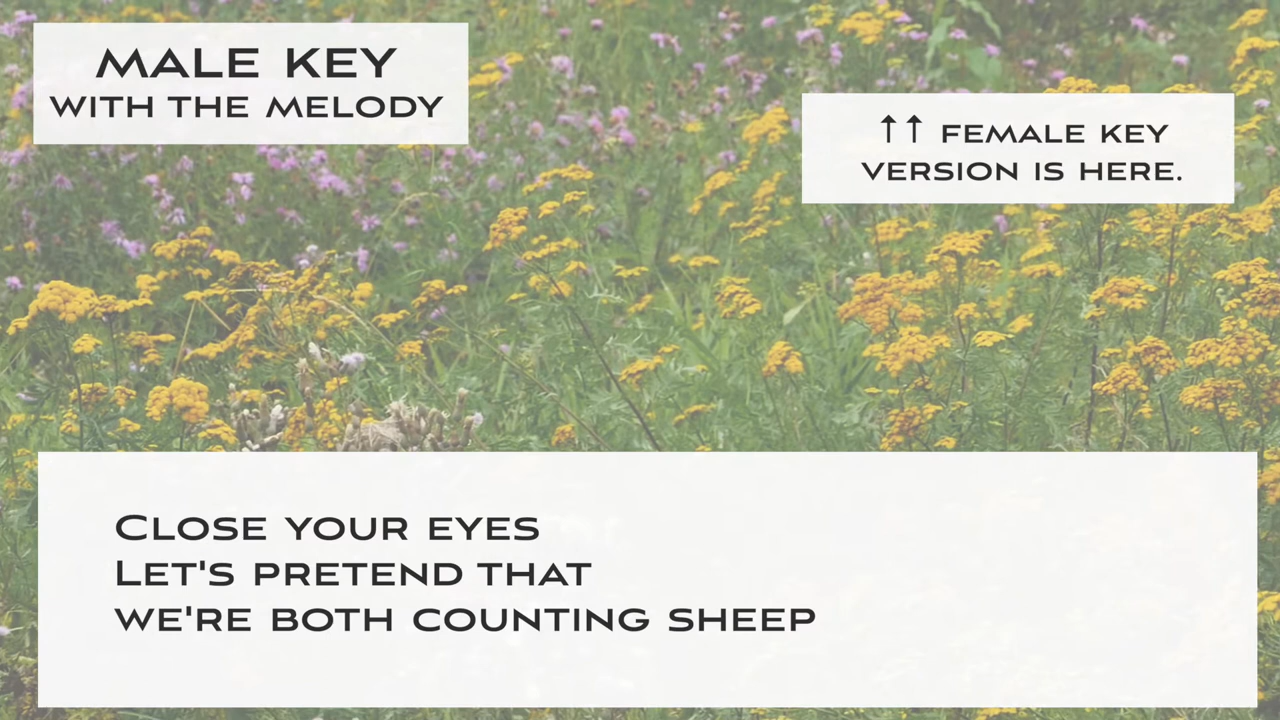 MALE KEY
WITH THE MELODY
↑↑ FEMALE KEY
VERSION IS HERE.
CLOSE YOUR EYES
LET'S PRETEND THAT
WE'RE BOTH COUNTING SHEEP